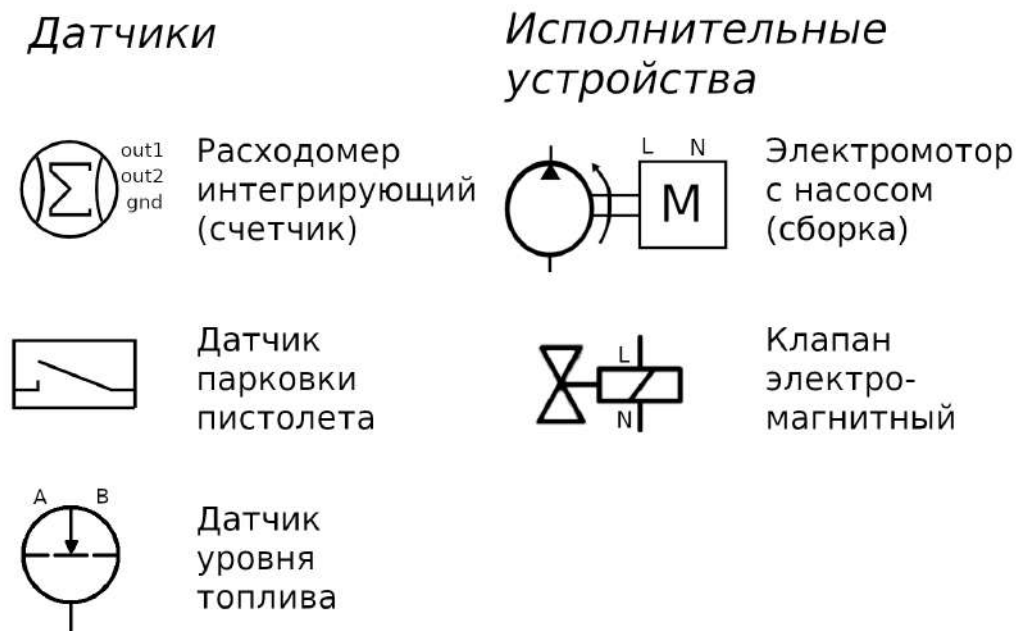 Датчики
out1
out2
gnd
Расходомер
интегрирующий
(счетчик)
Датчик
парковки
пистолета
A B
Датчик
уровня
топлива
Исполнительные
устройства
L N
M
Электромотор
с насосом
(сборка)
L
N
Клапан
электро-
магнитный